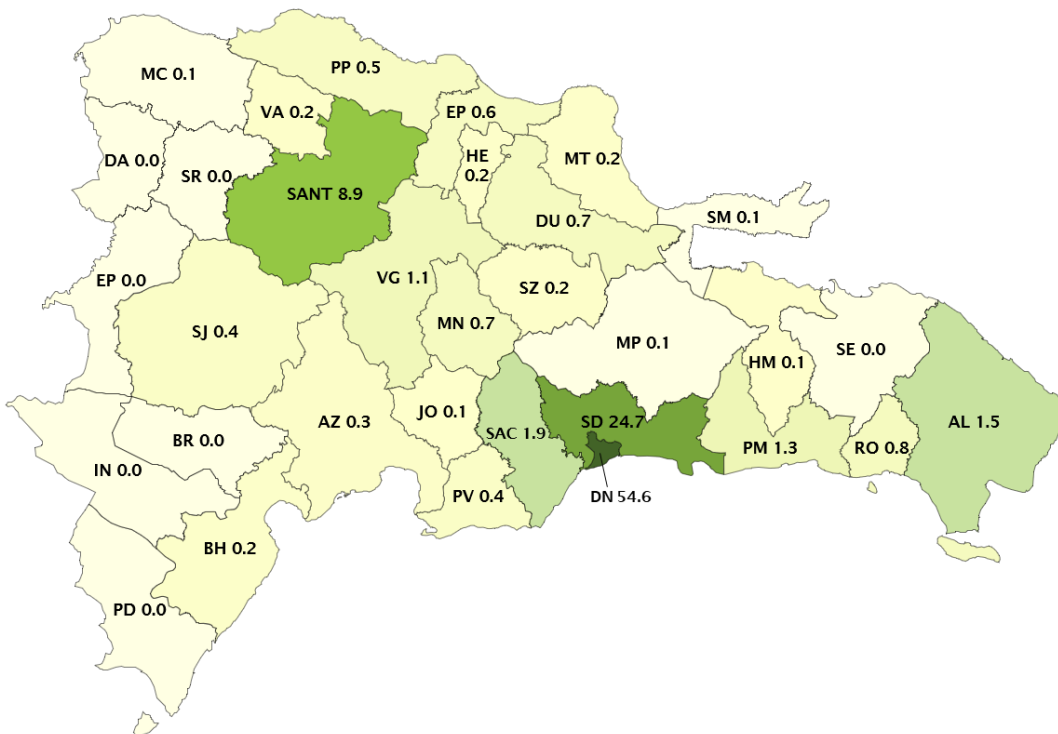 PP 0.5
MC 0.1
VA 0.2
EP 0.6
HE
0.2
MT 0.2
DA 0.0
SR 0.0
SANT 8.9
DU 0.7
SM 0.1
EP 0.0
VG 1.1
SZ 0.2
SJ 0.4
MN 0.7
MP 0.1
SE 0.0
HM 0.1
JO 0.1
AZ 0.3
SD 24.7
AL 1.5
SAC 1.9
BR 0.0
PM 1.3
RO 0.8
IN 0.0
PV 0.4
DN 54.6
BH 0.2
PD 0.0